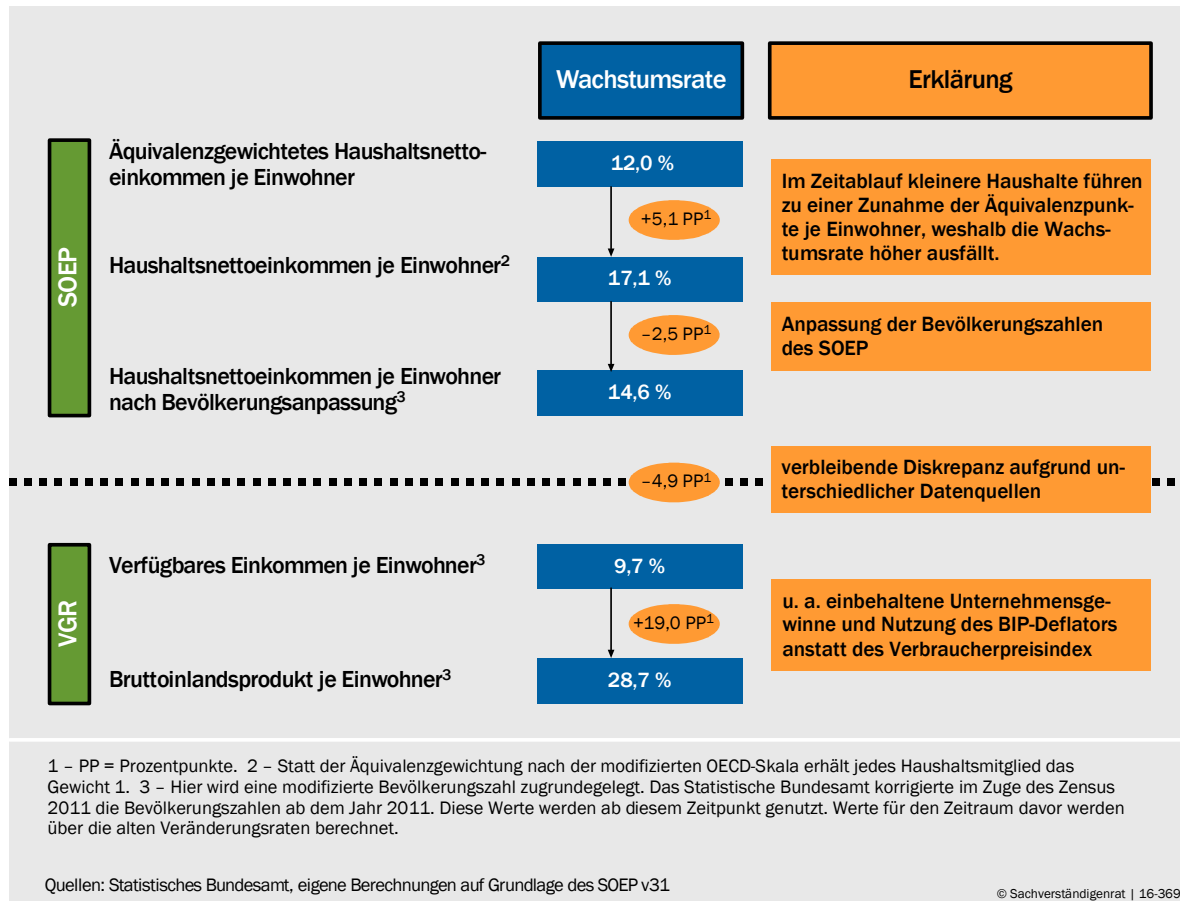 Wachstumsrate
Erklärung
SOEP
Äquivalenzgewichtetes Haushaltsnetto-
einkommen je Einwohner
12,0 %
+5,1 PP¹
Im Zeitablauf kleinere Haushalte führen
zu einer Zunahme der Äquivalenzpunk-
te je Einwohner, weshalb die Wachs-
tumsrate höher ausfällt.
Haushaltsnettoeinkommen je Einwohner²
17,1 %
–2,5 PP¹
Anpassung der Bevölkerungszahlen
des SOEP
Haushaltsnettoeinkommen je Einwohner
nach Bevölkerungsanpassung³
14,6 %
–4,9 PP¹
verbleibende Diskrepanz aufgrund un-
terschiedlicher Datenquellen
VGR
Verfügbares Einkommen je Einwohner³
9,7 %
+19,0 PP¹
u. a. einbehaltene Unternehmensge-
winne und Nutzung des BIP-Deflators
anstatt des Verbraucherpreisindex
Bruttoinlandsprodukt je Einwohner³
28,7 %
1 – PP = Prozentpunkte. 2 – Statt der Äquivalenzgewichtung nach der modifizierten OECD-Skala erhält jedes Haushaltsmitglied das
Gewicht 1. 3 – Hier wird eine modifizierte Bevölkerungszahl zugrundegelegt. Das Statistische Bundesamt korrigierte im Zuge des Zensus
2011 die Bevölkerungszahlen ab dem Jahr 2011. Diese Werte werden ab diesem Zeitpunkt genutzt. Werte für den Zeitraum davor werden
über die alten Veränderungsraten berechnet.
Quellen: Statistisches Bundesamt, eigene Berechnungen auf Grundlage des SOEP v31
© Sachverständigenrat | 16-369